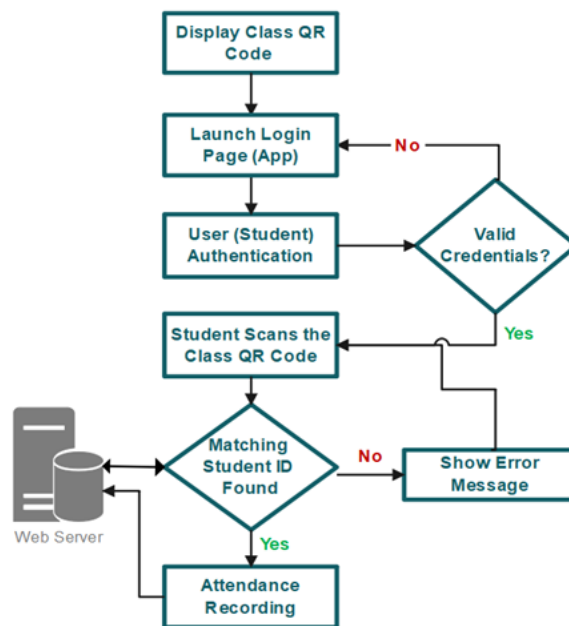 Display Class QR
Code
Launch Login
Page (App)
No
User (Student)
Authentication
Valid
Credentials?
Yes
Student Scans the
Class QR Code
Matching
Student ID
Found
No
Show Error
Message
Web Server
Yes
Attendance
Recording